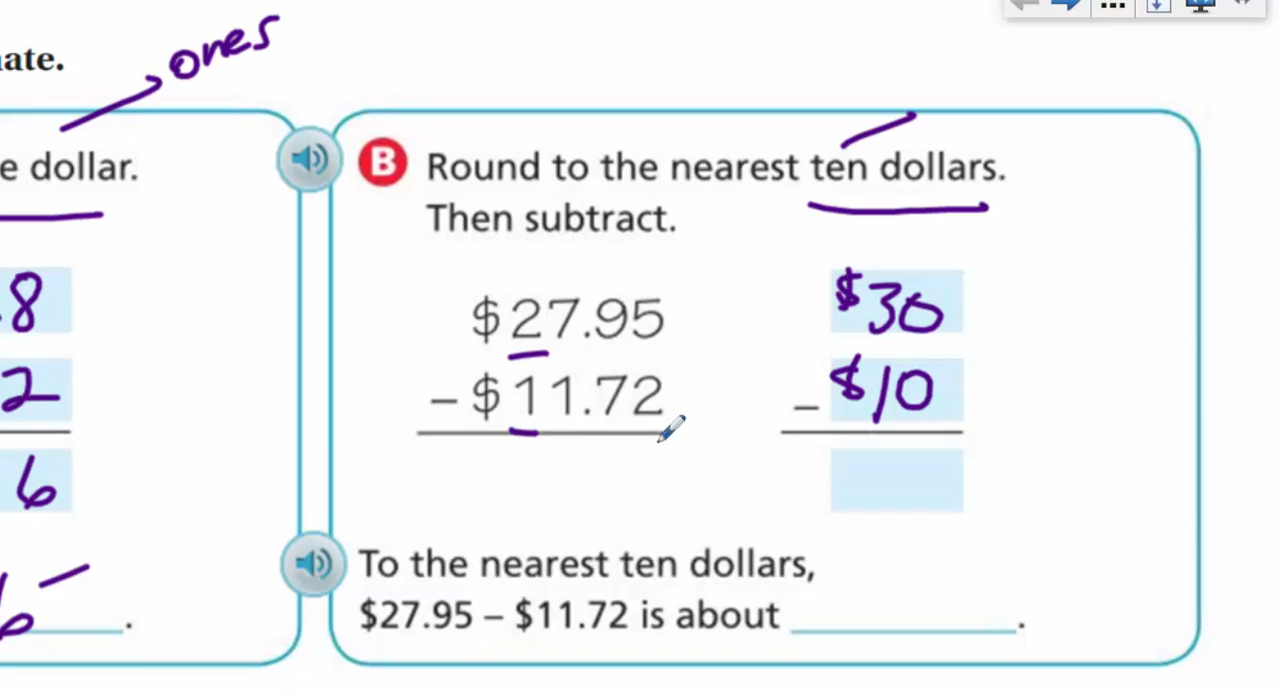 ate.
ones
e dollar.
8
2
6
B Round to the nearest ten dollars.
Then subtract.
$27.95 $30
– $11.72 – $10
To the nearest ten dollars,
$27.95 – $11.72 is about ________.